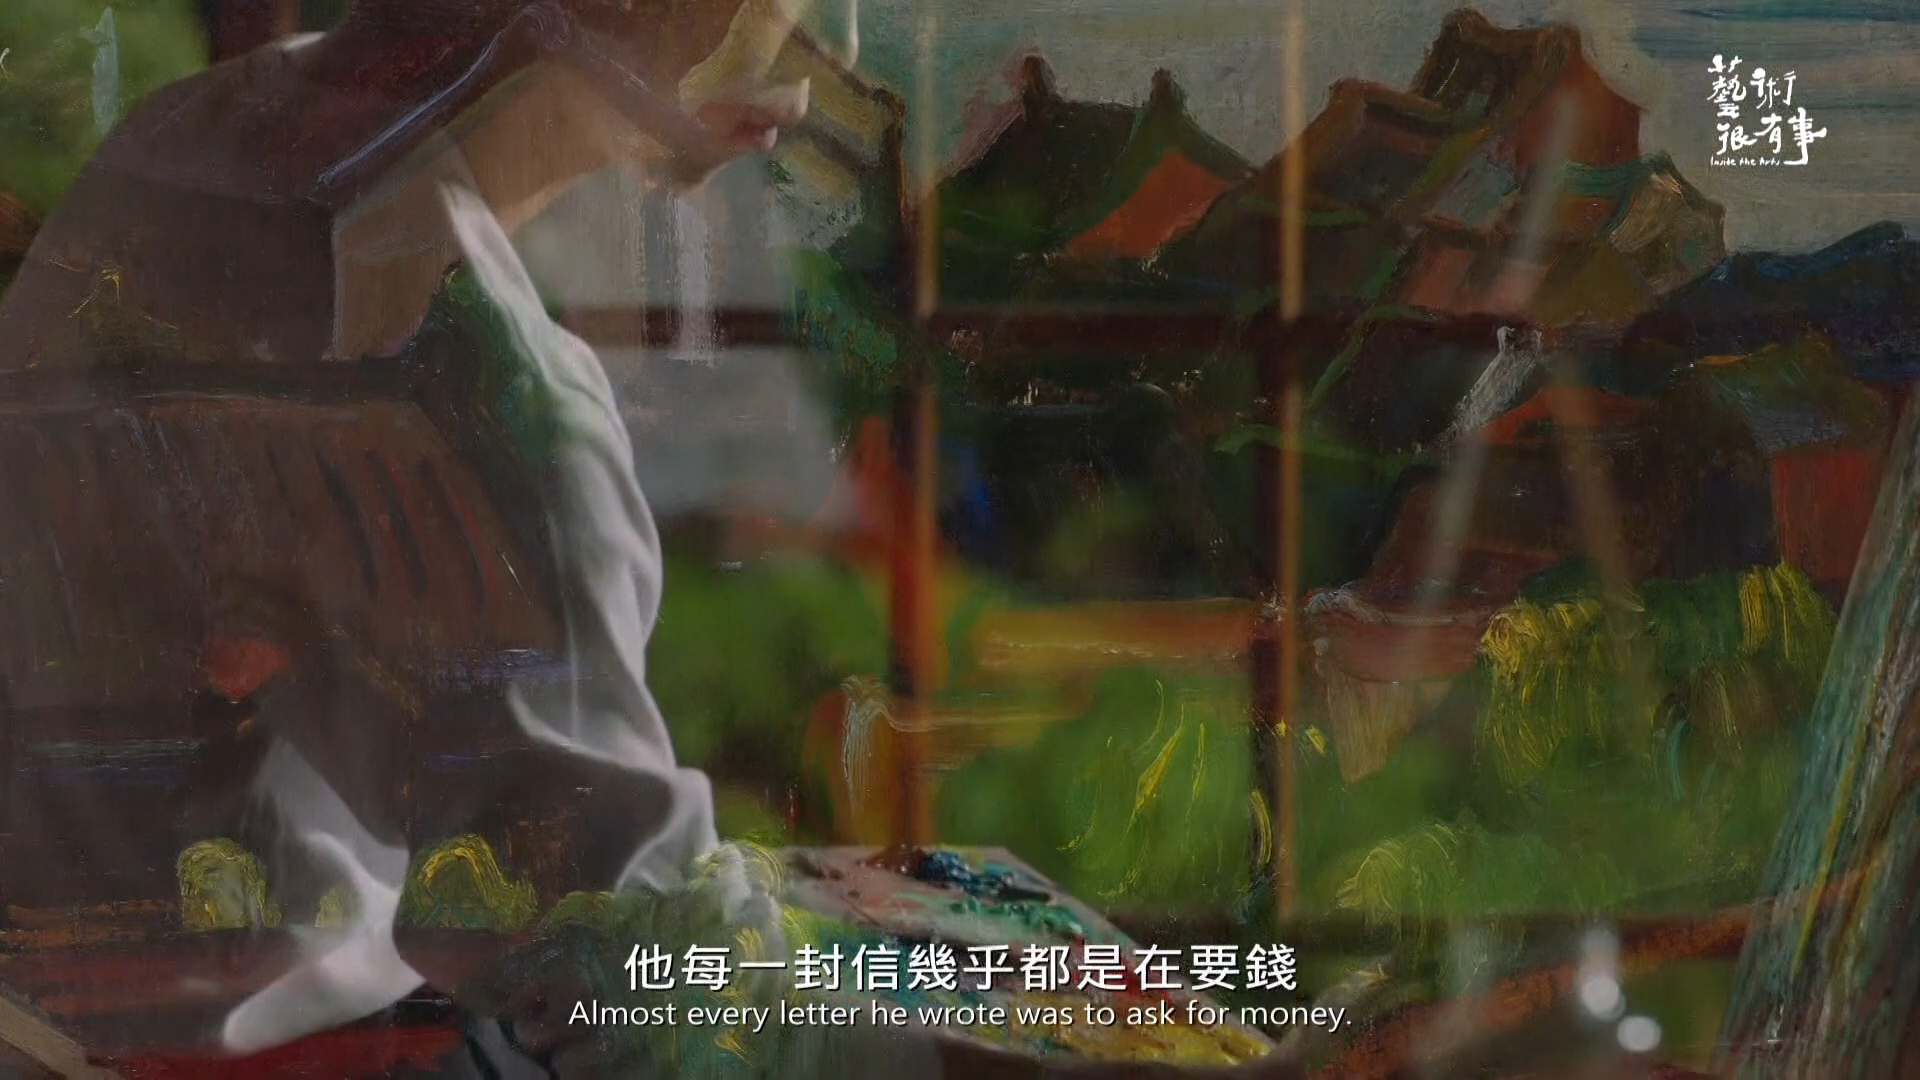 藝術
很有事
Inside the Arts
他每一封信幾乎都是在要錢
Almost every letter he wrote was to ask for money.